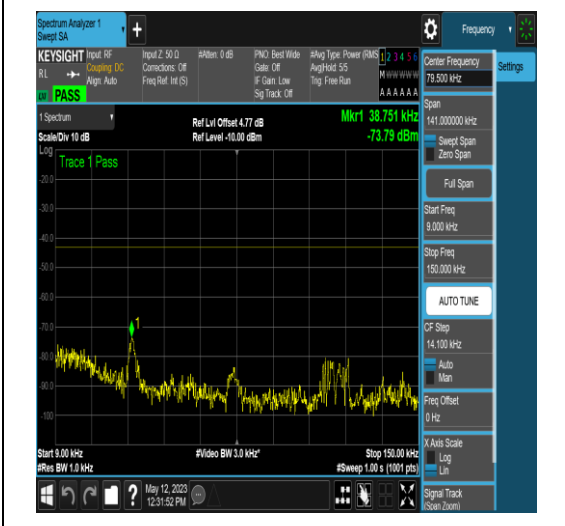 Spectrum Analyzer 1
Swept SA
Frequency
KEYSIGHT
Input: RF
Input Z: 50 Ω
#Atten: 0 dB
PNO: Best Wide
#Avg Type: Power (RMS
1 2 3 4 5 6
RL
Coupling: DC
Corrections: Off
Gate: Off
Avg|Hold: 5/5
M W W W W W
Align: Auto
Freq Ref: Int (S)
IF Gain: Low
Trig: Free Run
Sig Track: Off
A A A A A A
PASS
1 Spectrum
Ref Lvl Offset 4.77 dB
Mkr1 38.751 kHz
Scale/Div 10 dB
Ref Level -10.00 dBm
-73.79 dBm
Log
Trace 1 Pass
-20.0
-30.0
-40.0
-50.0
-60.0
-70.0
-80.0
-90.0
-100
1
Start 9.00 kHz
#Video BW 3.0 kHz*
Stop 150.00 kHz
#Res BW 1.0 kHz
#Sweep 1.00 s (1001 pts)
May 12, 2023
12:31:52 PM
Center Frequency
79.500 kHz
Settings
Span
141.000000 kHz
Swept Span
Zero Span
Full Span
Start Freq
9.000 kHz
Stop Freq
150.000 kHz
AUTO TUNE
CF Step
14.100 kHz
Auto
Man
Freq Offset
0 Hz
X Axis Scale
Log
Lin
Signal Track
(Span Zoom)